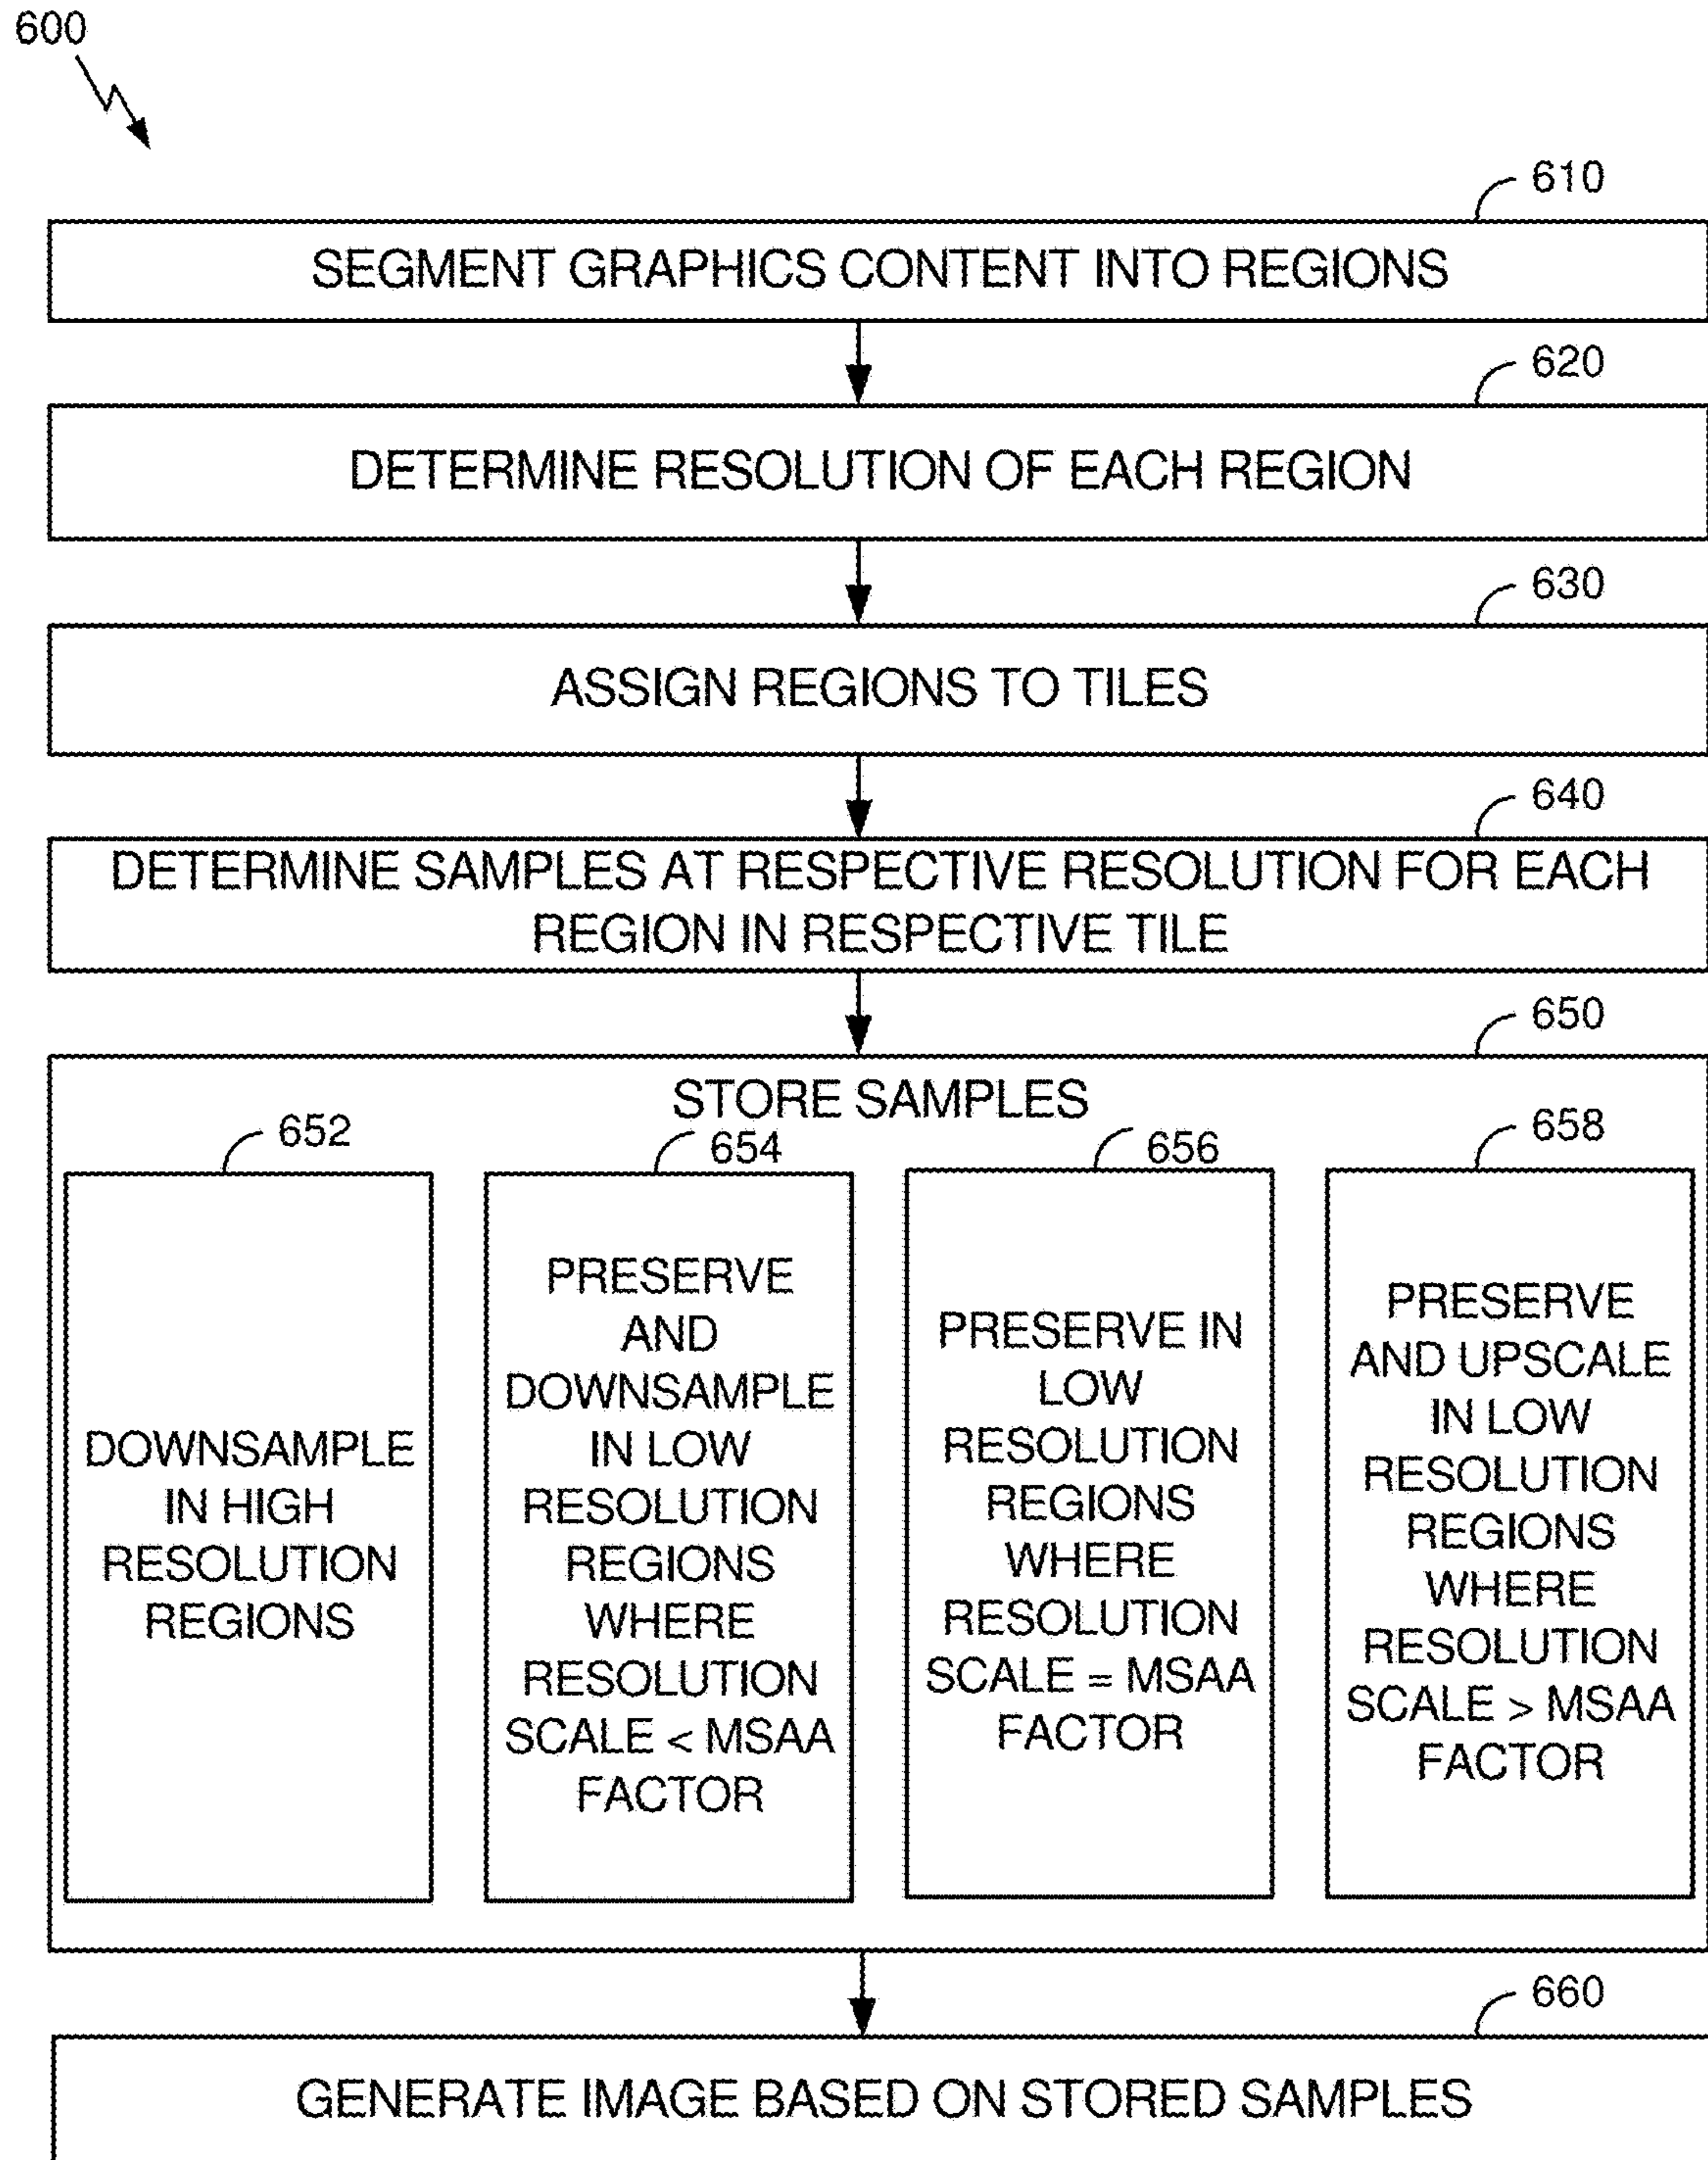 600
610
SEGMENT GRAPHICS CONTENT INTO REGIONS
620
DETERMINE RESOLUTION OF EACH REGION
630
ASSIGN REGIONS TO TILES
640
DETERMINE SAMPLES AT RESPECTIVE RESOLUTION FOR EACH
REGION IN RESPECTIVE TILE
650
STORE SAMPLES
652
DOWNSAMPLE
IN HIGH
RESOLUTION
REGIONS
654
PRESERVE
AND
DOWNSAMPLE
IN LOW
RESOLUTION
REGIONS
WHERE
RESOLUTION
SCALE < MSAA
FACTOR
656
PRESERVE IN
LOW
RESOLUTION
REGIONS
WHERE
RESOLUTION
SCALE = MSAA
FACTOR
658
PRESERVE
AND UPSCALE
IN LOW
RESOLUTION
REGIONS
WHERE
RESOLUTION
SCALE > MSAA
FACTOR
660
GENERATE IMAGE BASED ON STORED SAMPLES